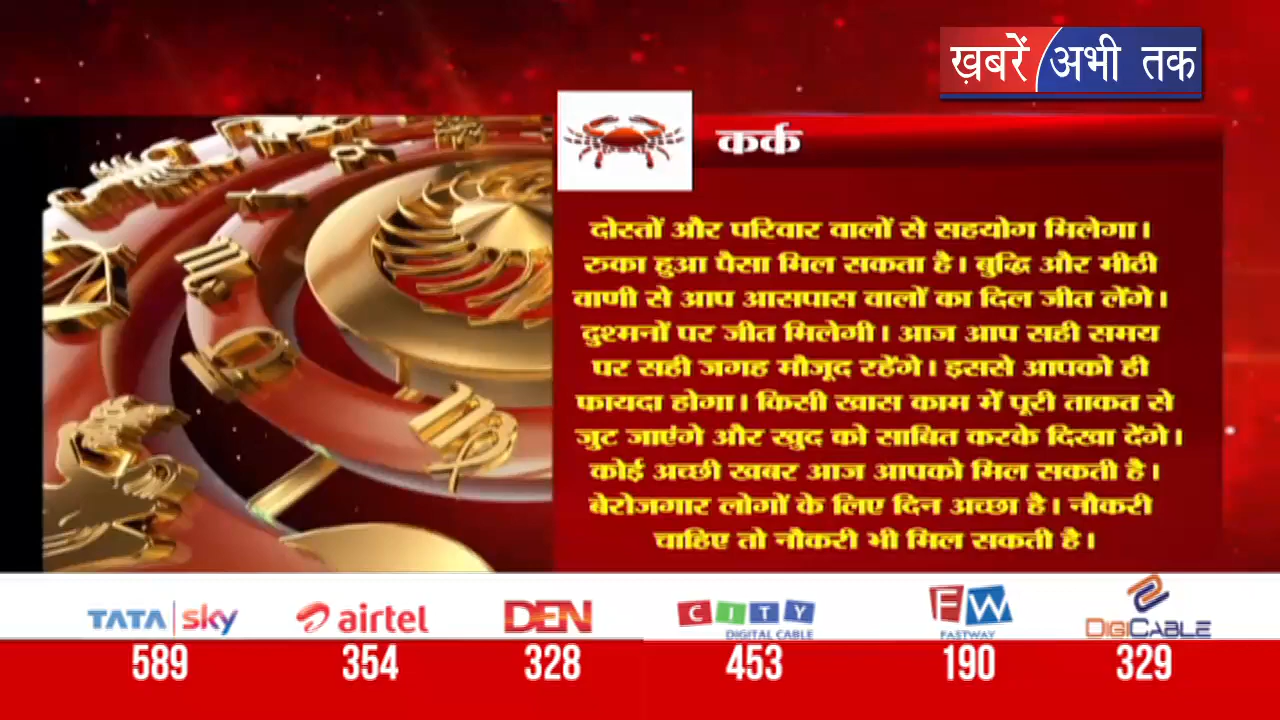 ख़बरें अभी तक
कर्क
दोस्तों और परिवार वालों से सहयोग मिलेगा।
रुका हुआ पैसा मिल सकता है। बुद्धि और मीठी
वाणी से आप आसपास वालों का दिल जीत लेंगे।
दुश्मनों पर जीत मिलेगी। आज आप सही समय
पर सही जगह मौजूद रहेंगे। इससे आपको ही
फायदा होगा। किसी खास काम में पूरी ताकत से
जुट जाएंगे और खुद को साबित करके दिखा देंगे।
कोई अच्छी खबर आज आपको मिल सकती है।
बेरोजगार लोगों के लिए दिन अच्छा है। नौकरी
चाहिए तो नौकरी भी मिल सकती है।
TATA sky airtel DEN CITY FW DIGICABLE
DIGITAL CABLE FASTWAY
589 354 328 453 190 329